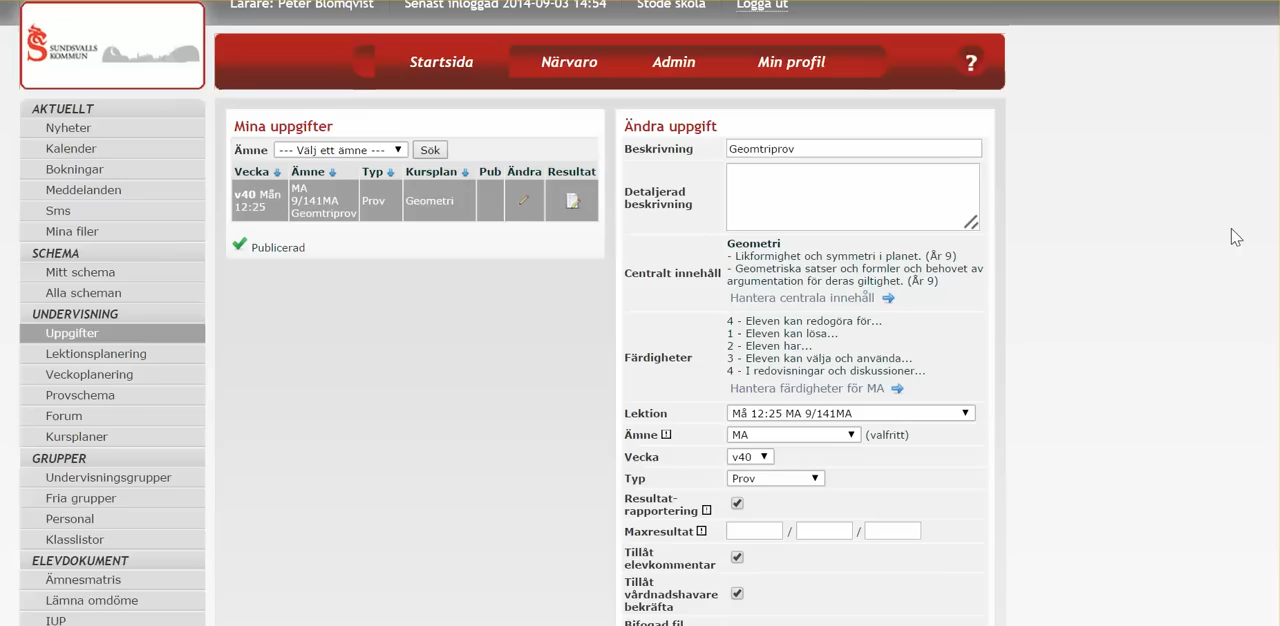 Lärare: Peter Blomqvist Senast inloggad 2014-09-03 14:54 Stöde skola Logga ut
SUNDSVALLS
KOMMUN
Startsida Närvaro Admin Min profil ?
AKTUELLT
Nyheter
Kalender
Bokningar
Meddelanden
Sms
Mina filer
SCHEMA
Mitt schema
Alla scheman
UNDERVISNING
Uppgifter
Lektionsplanering
Veckoplanering
Provschema
Forum
Kursplaner
GRUPPER
Undervisningsgrupper
Fria grupper
Personal
Klasslistor
ELEVDOKUMENT
Ämnesmatris
Lämna omdöme
IUP
Mina uppgifter
Ämne --- Välj ett ämne --- Sök
Vecka Ämne Typ Kursplan Pub Ändra Resultat
v40 Mån 12:25 MA 9/141MA Geomtriprov Prov Geometri
Publicerad
Ändra uppgift
Beskrivning Geomtriprov
Detaljerad
beskrivning
Centralt innehåll
Geometri
- Likformighet och symmetri i planet. (År 9)
- Geometriska satser och formler och behovet av
argumentation för deras giltighet. (År 9)
Hantera centrala innehåll
Färdigheter
4 - Eleven kan redogöra för...
1 - Eleven kan lösa...
2 - Eleven har...
3 - Eleven kan välja och använda...
4 - I redovisningar och diskussioner...
Hantera färdigheter för MA
Lektion Må 12:25 MA 9/141MA
Ämne MA (valfritt)
Vecka v40
Typ Prov
Resultat-
rapportering
Maxresultat / /
Tillåt
elevkommentar
Tillåt
vårdnadshavare
bekräfta
Bifogad fil